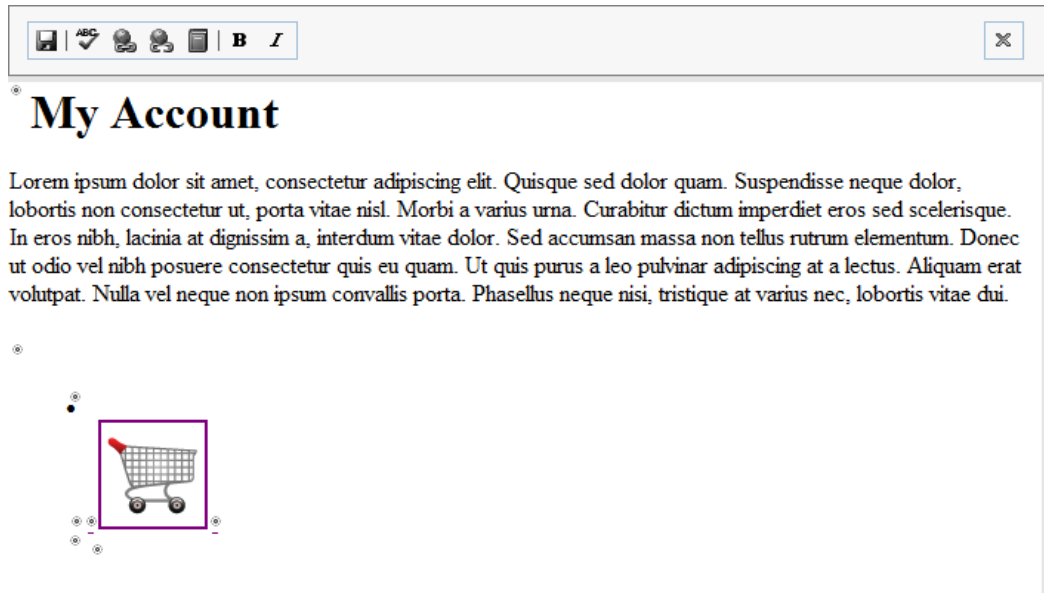 ABC B I
My Account
Lorem ipsum dolor sit amet, consectetur adipiscing elit. Quisque sed dolor quam. Suspendisse neque dolor,
lobortis non consectetur ut, porta vitae nisl. Morbi a varius urna. Curabitur dictum imperdiet eros sed scelerisque.
In eros nibh, lacinia at dignissim a, interdum vitae dolor. Sed accumsan massa non tellus rutrum elementum. Donec
ut odio vel nibh posuere consectetur quis eu quam. Ut quis purus a leo pulvinar adipiscing at a lectus. Aliquam erat
volutpat. Nulla vel neque non ipsum convallis porta. Phasellus neque nisi, tristique at varius nec, lobortis vitae dui.